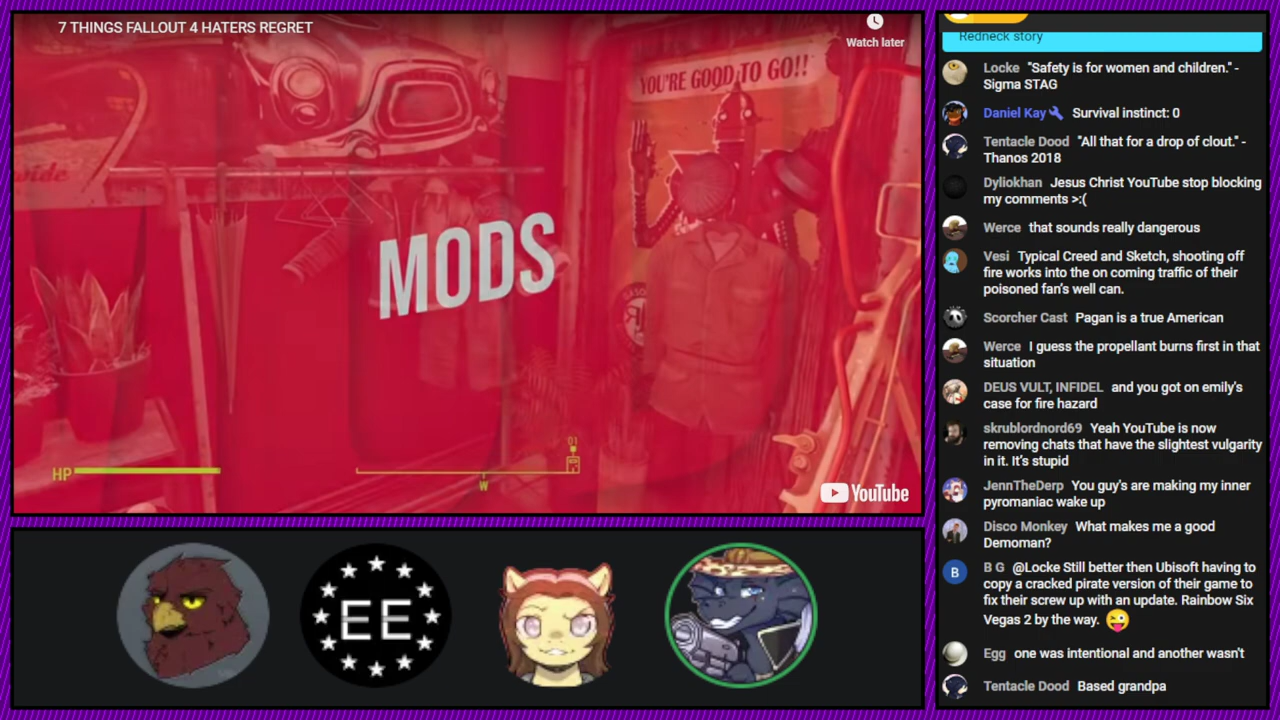 7 THINGS FALLOUT 4 HATERS REGRET
Watch later
YOU'RE GOOD TO GO!!
MODS
HP
W
01
YouTube
EE
Redneck story
Locke "Safety is for women and children." -
Sigma STAG
Daniel Kay Survival instinct: 0
Tentacle Dood "All that for a drop of clout." -
Thanos 2018
Dyliokhan Jesus Christ YouTube stop blocking
my comments >:(
Werce that sounds really dangerous
Vesi Typical Creed and Sketch, shooting off
fire works into the on coming traffic of their
poisoned fan's well can.
Scorcher Cast Pagan is a true American
Werce I guess the propellant burns first in that
situation
DEUS VULT, INFIDEL and you got on emily's
case for fire hazard
skrublordnord69 Yeah YouTube is now
removing chats that have the slightest vulgarity
in it. It's stupid
JennTheDerp You guy's are making my inner
pyromaniac wake up
Disco Monkey What makes me a good
Demoman?
B
B G @Locke Still better then Ubisoft having to
copy a cracked pirate version of their game to
fix their screw up with an update. Rainbow Six
Vegas 2 by the way. 😜
Egg one was intentional and another wasn't
Tentacle Dood Based grandpa